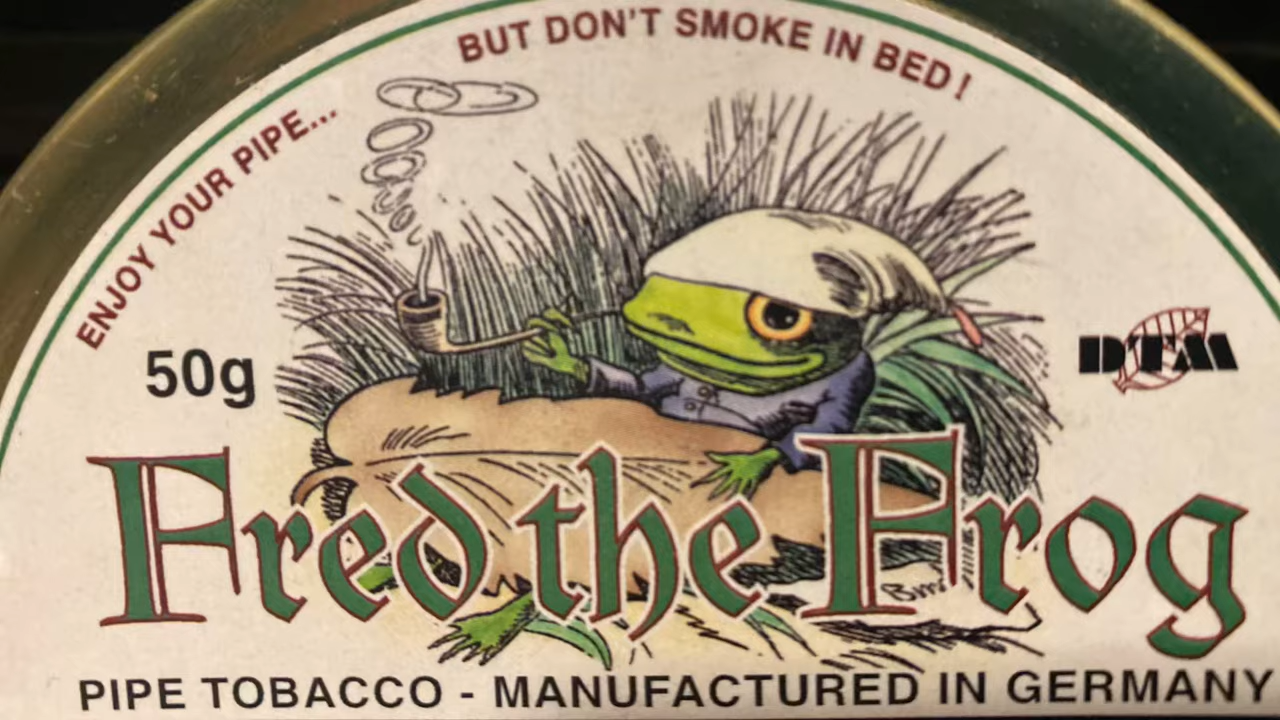 ENJOY YOUR PIPE...
BUT DON'T SMOKE IN BED!
50g
DTM
Fred the Frog
PIPE TOBACCO - MANUFACTURED IN GERMANY